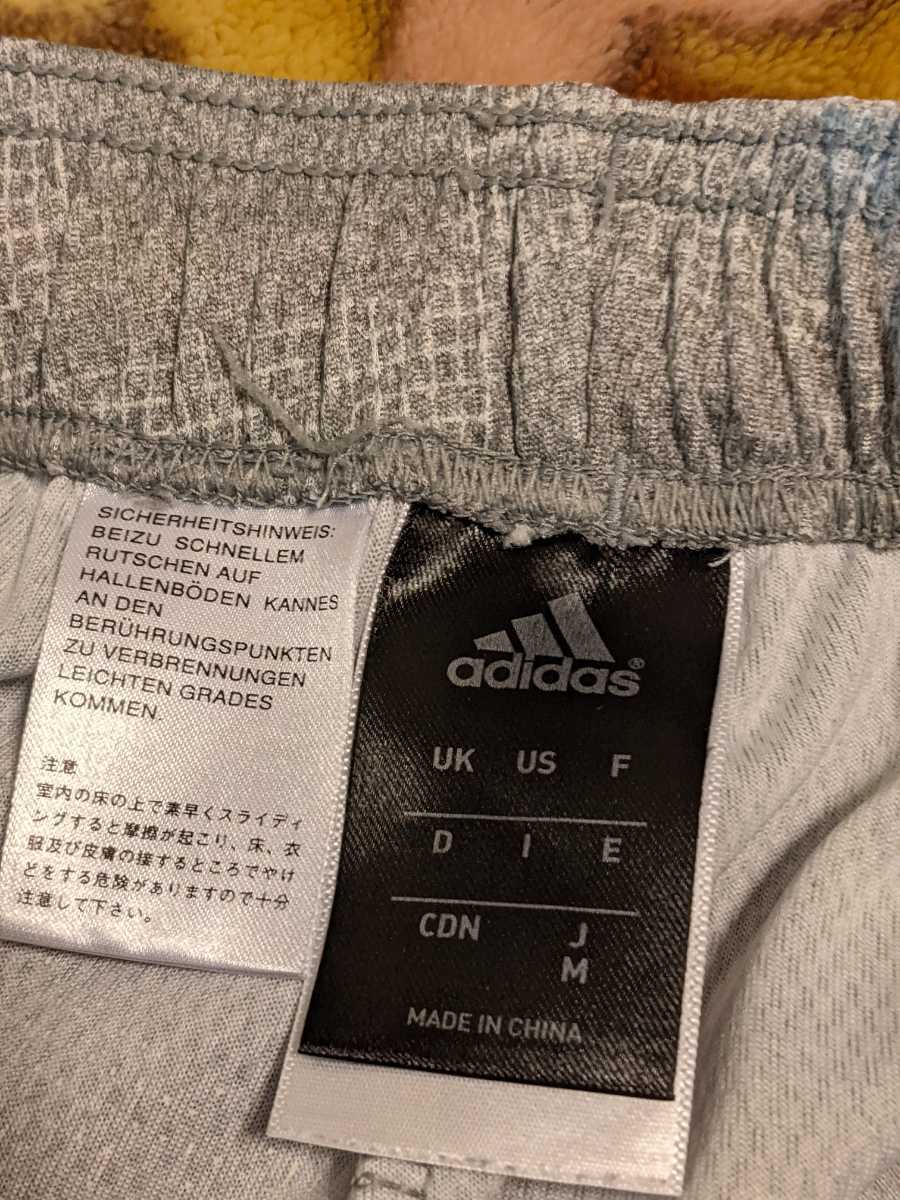 SICHERHEITSHINWEIS:
BEIZU SCHNELLEM
RUTSCHEN AUF
HALLENBÖDEN KANNES
AN DEN
BERÜHRUNGSPUNKTEN
ZU VERBRENNUNGEN
LEICHTEN GRADES
KOMMEN.
注意
室内の床の上で素早くスライディ
ングすると摩擦が起こり、床、衣
服及び皮膚の接するところでやけ
どをする危険がありますので十分
注意して下さい。
adidas®
UK US F
D I E
CDN J
M
MADE IN CHINA